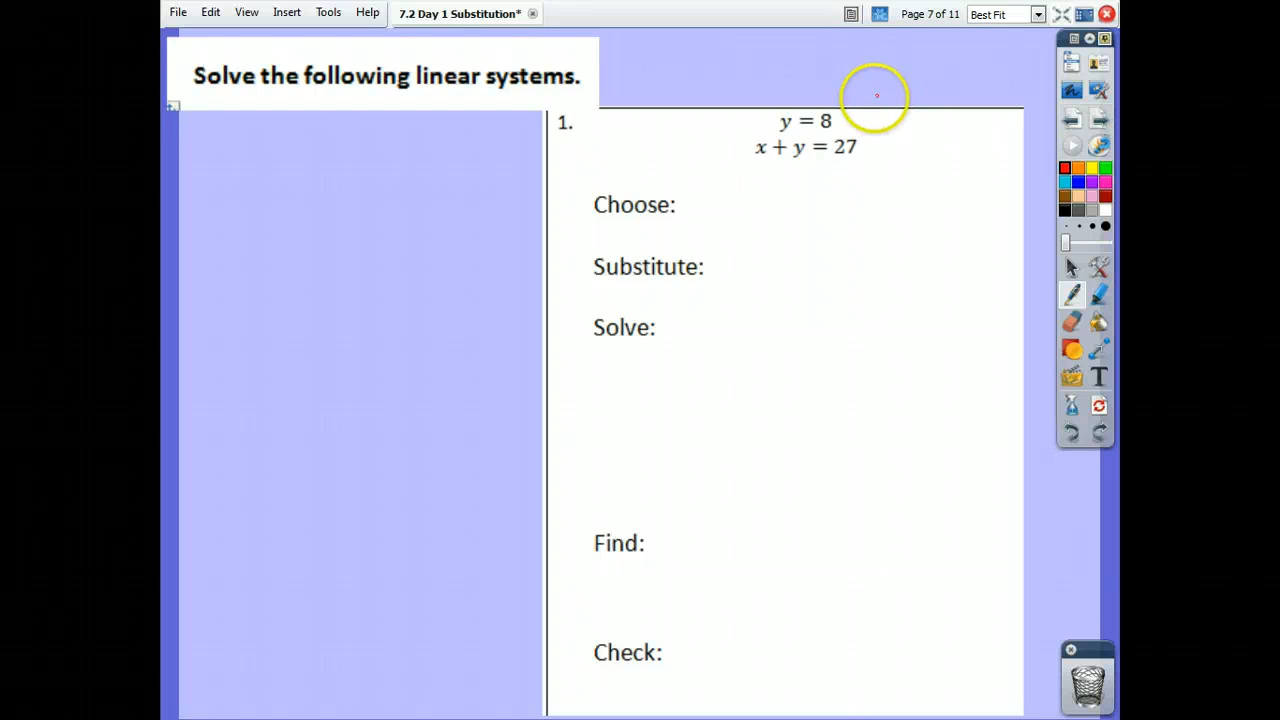 File Edit View Insert Tools Help 7.2 Day 1 Substitution* Page 7 of 11 Best Fit
Solve the following linear systems.
1. y = 8
x + y = 27
Choose:
Substitute:
Solve:
Find:
Check:
T